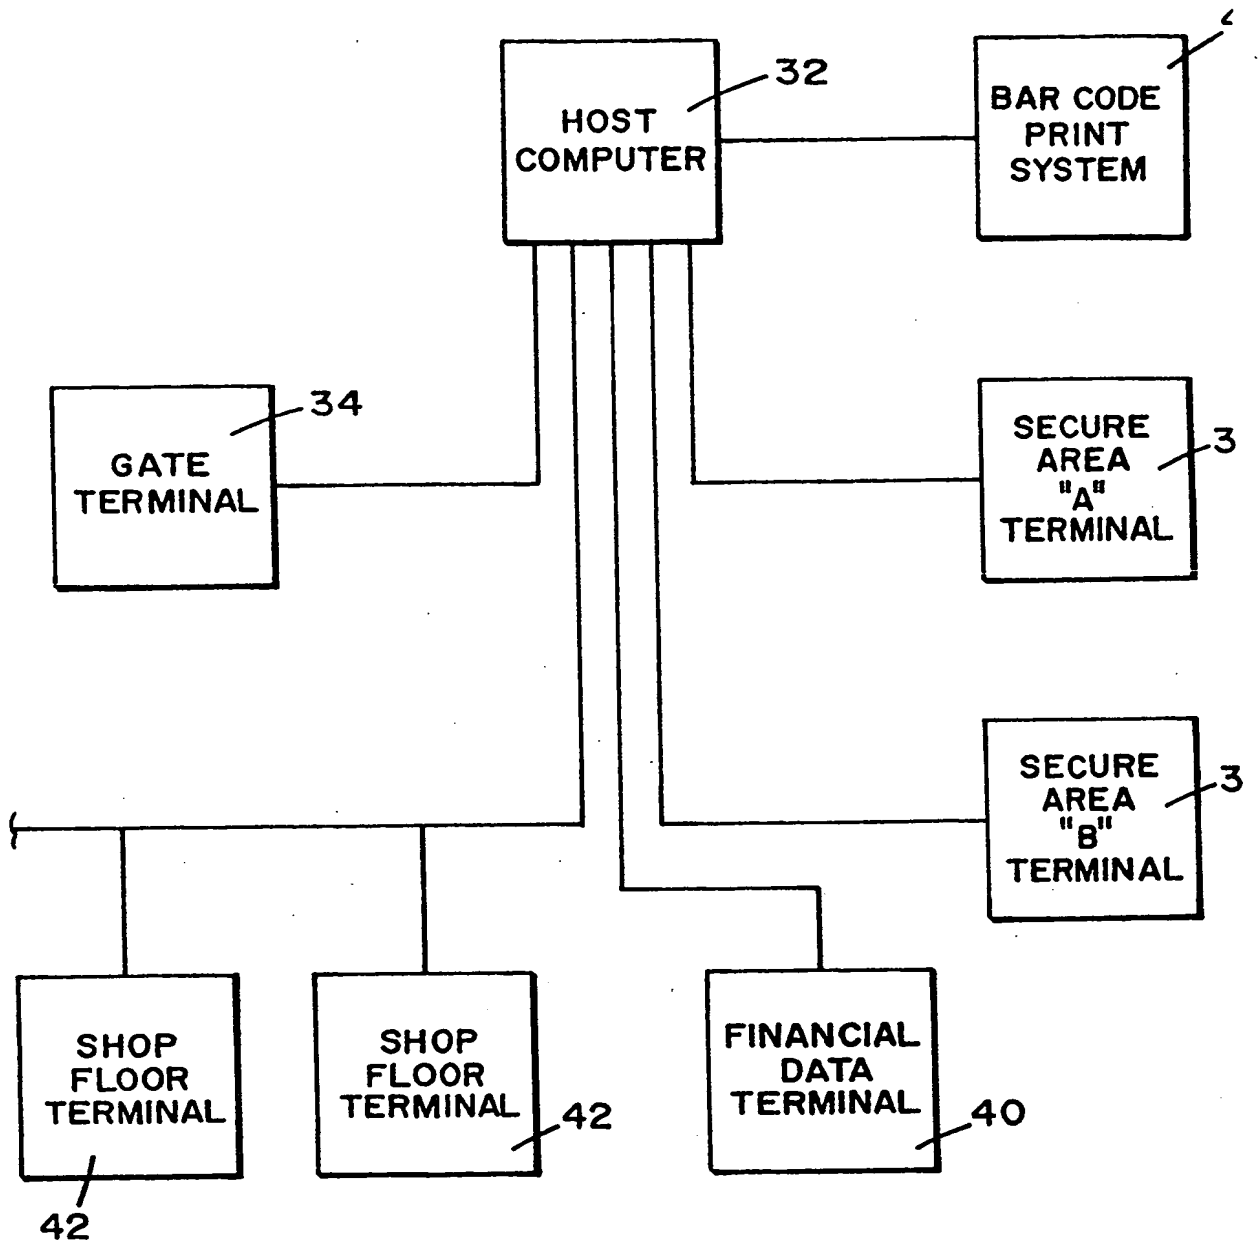 32
HOST
COMPUTER
BAR CODE
PRINT
SYSTEM
34
GATE
TERMINAL
SECURE
AREA
"A"
TERMINAL
3
SECURE
AREA
"B"
TERMINAL
3
SHOP
FLOOR
TERMINAL
42
SHOP
FLOOR
TERMINAL
42
FINANCIAL
DATA
TERMINAL
40